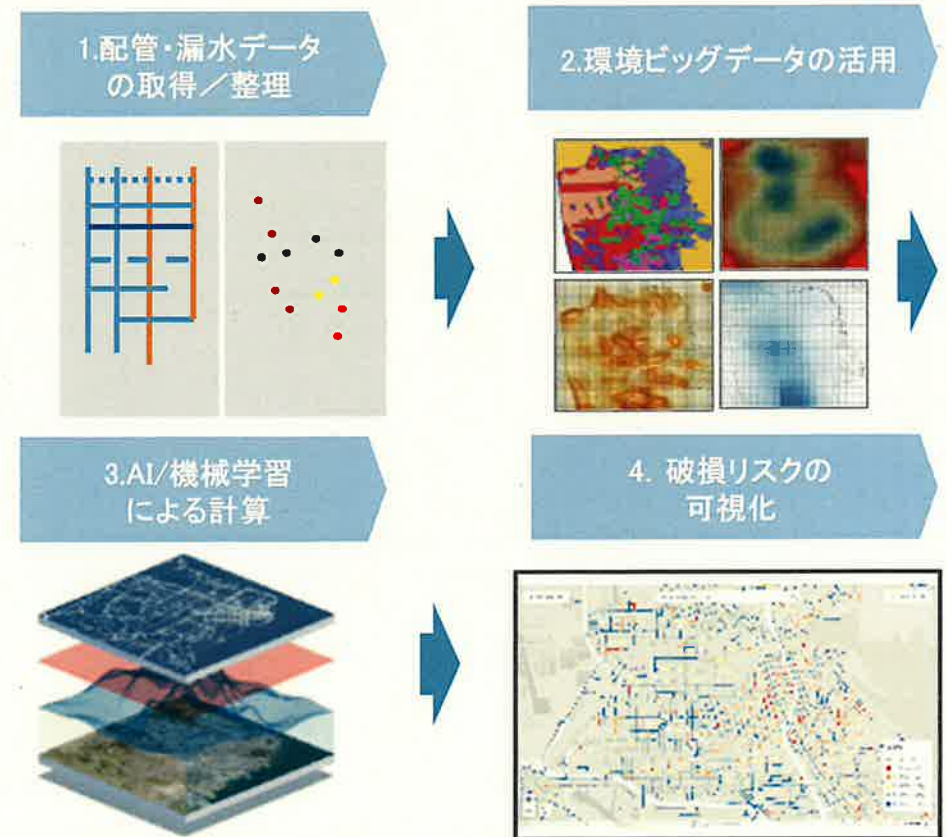 1.配管・漏水データ
の取得／整理
2.環境ビッグデータの活用
3.AI/機械学習
による計算
4. 破損リスクの
可視化